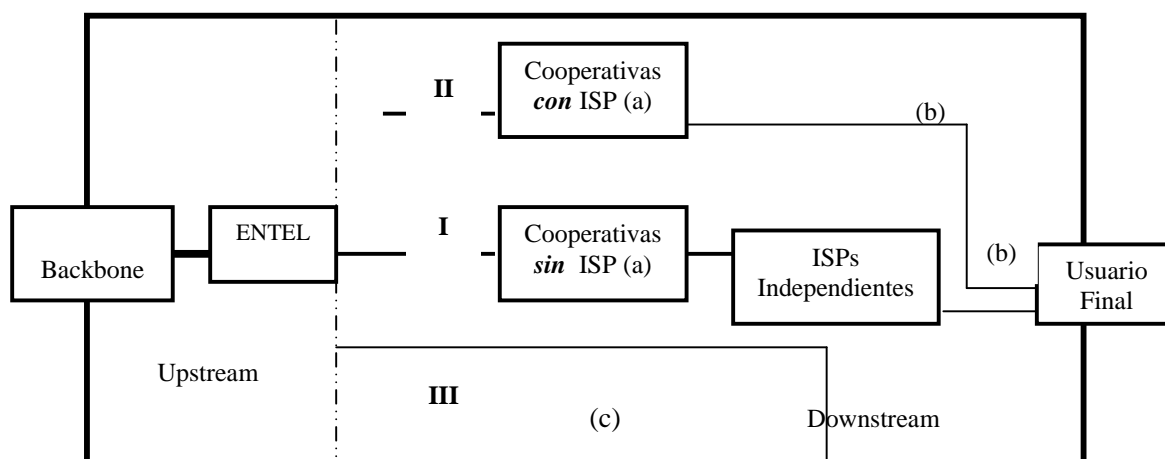 Cooperativas
con ISP (a)
II
(b)
ENTEL
I
Cooperativas
sin ISP (a)
Backbone
ISPs
Independientes
(b)
Usuario
Final
Upstream
III
(c)
Downstream